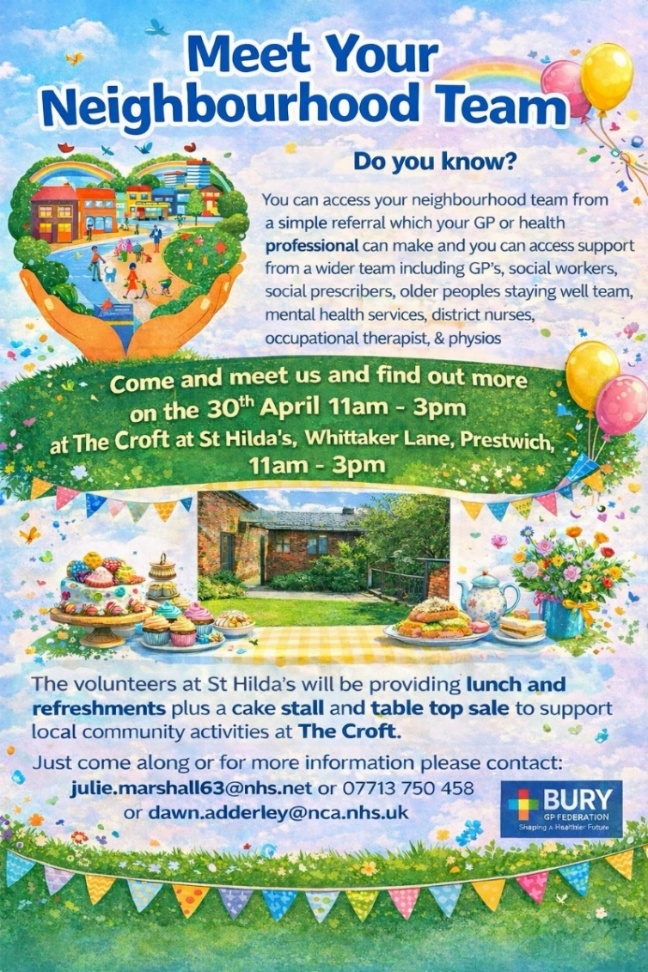 Meet Your
Neighbourhood Team
Do you know?
You can access your neighbourhood team from
a simple referral which your GP or health
professional can make and you can access support
from a wider team including GP's, social workers,
social prescribers, older peoples staying well team,
mental health services, district nurses,
occupational therapist, & physios
Come and meet us and find out more
on the 30th April 11am - 3pm
at The Croft at St Hilda's, Whittaker Lane, Prestwich,
11am - 3pm
The volunteers at St Hilda's will be providing lunch and
refreshments plus a cake stall and table top sale to support
local community activities at The Croft.
Just come along or for more information please contact:
julie.marshall63@nhs.net or 07713 750 458
or dawn.adderley@nca.nhs.uk
BURY
GP FEDERATION
Shaping a Healthier Future